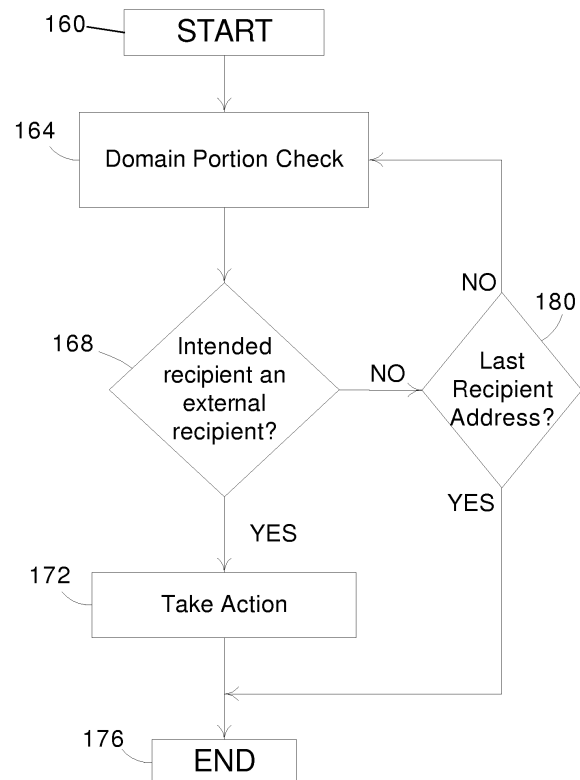 160
START
164
Domain Portion Check
NO
180
168
Intended
recipient an
external
recipient?
NO
Last
Recipient
Address?
YES
YES
172
Take Action
176
END